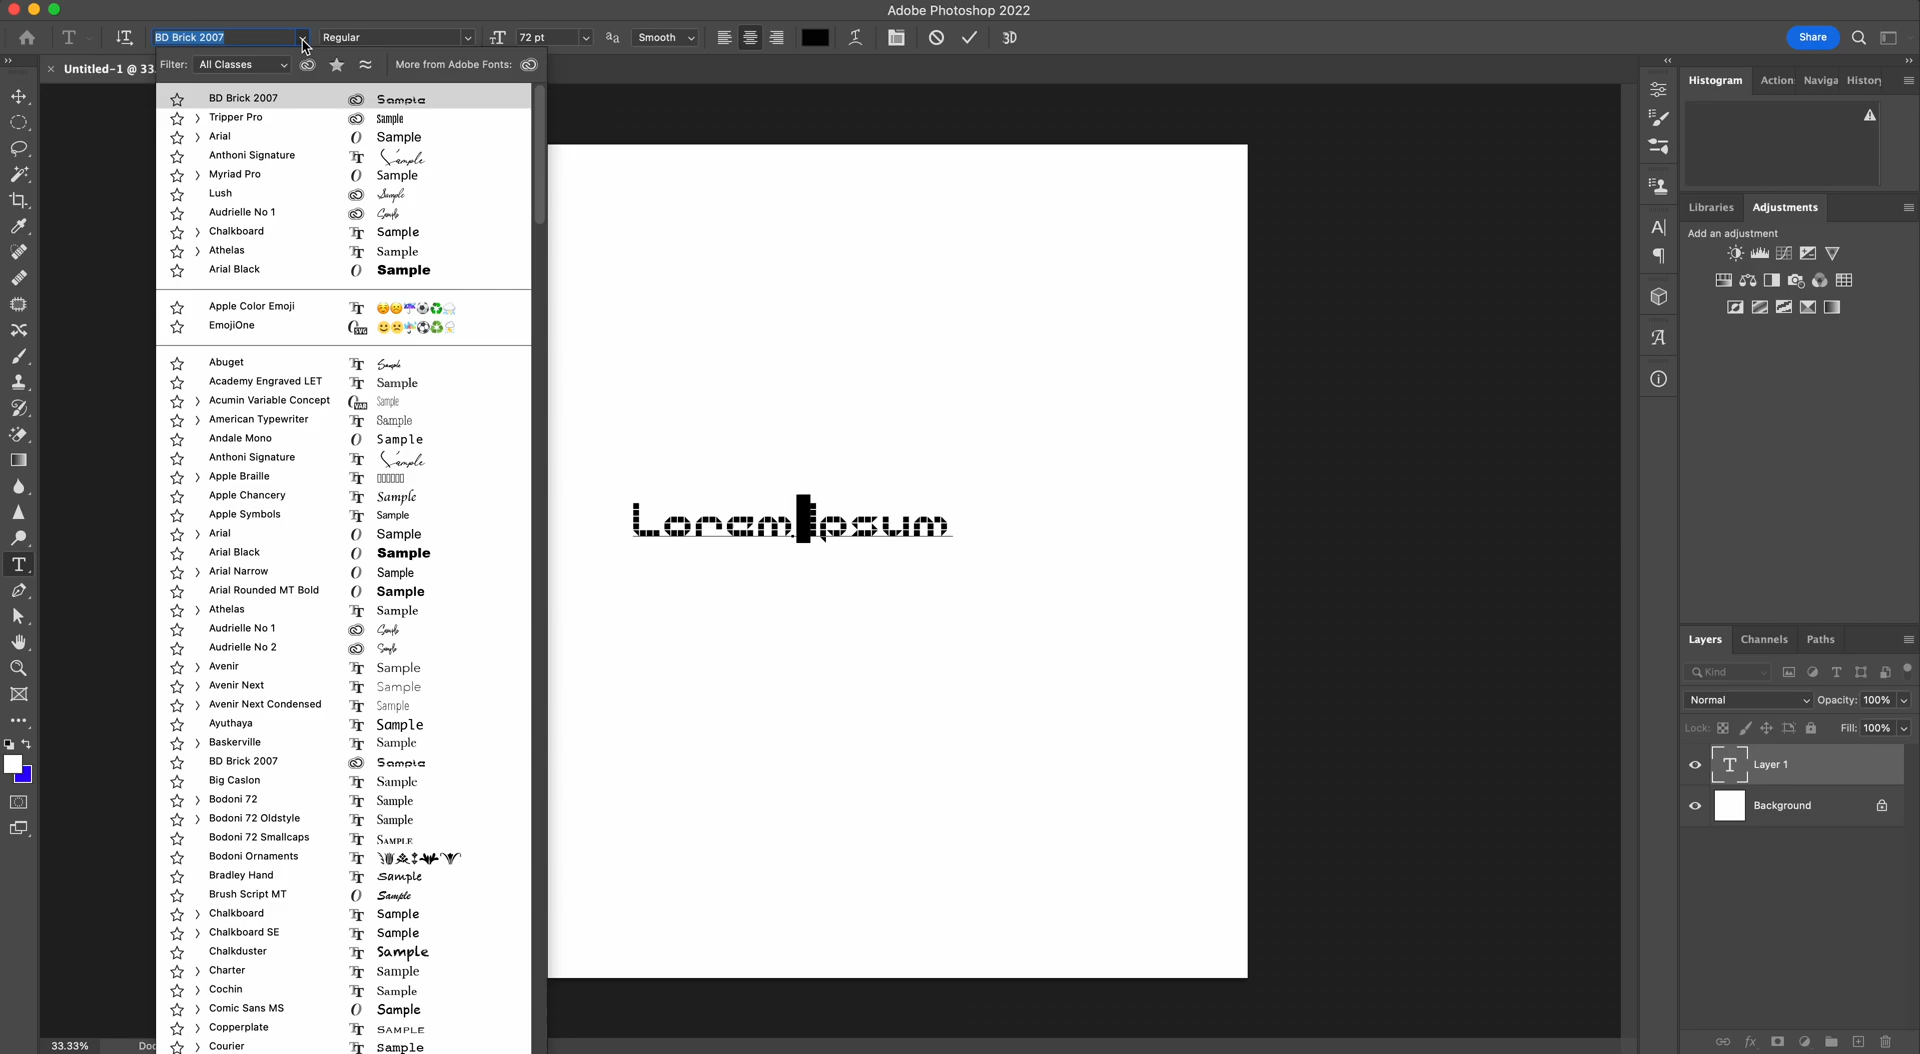 Adobe Photoshop 2022
BD Brick 2007 Regular 72 pt Smooth 3D Share
Untitled-1 @ 33
Filter: All Classes More from Adobe Fonts:
BD Brick 2007 Sample
Tripper Pro Sample
Arial Sample
Anthoni Signature Sample
Myriad Pro Sample
Lush Sample
Audrielle No 1 Sample
Chalkboard Sample
Athelas Sample
Arial Black Sample
Apple Color Emoji
EmojiOne
Abuget Sample
Academy Engraved LET Sample
Acumin Variable Concept Sample
American Typewriter Sample
Andale Mono Sample
Anthoni Signature Sample
Apple Braille
Apple Chancery Sample
Apple Symbols Sample
Arial Sample
Arial Black Sample
Arial Narrow Sample
Arial Rounded MT Bold Sample
Athelas Sample
Audrielle No 1 Sample
Audrielle No 2 Sample
Avenir Sample
Avenir Next Sample
Avenir Next Condensed Sample
Ayuthaya Sample
Baskerville Sample
BD Brick 2007 Sample
Big Caslon Sample
Bodoni 72 Sample
Bodoni 72 Oldstyle Sample
Bodoni 72 Smallcaps SAMPLE
Bodoni Ornaments
Bradley Hand Sample
Brush Script MT Sample
Chalkboard Sample
Chalkboard SE Sample
Chalkduster Sample
Charter Sample
Cochin Sample
Comic Sans MS Sample
Copperplate SAMPLE
Courier Sample
33.33% Doc
Lorem Ipsum
Histogram Action Naviga History
Libraries Adjustments
Add an adjustment
Layers Channels Paths
Kind
Normal Opacity: 100%
Lock: Fill: 100%
T Layer 1
Background
fx